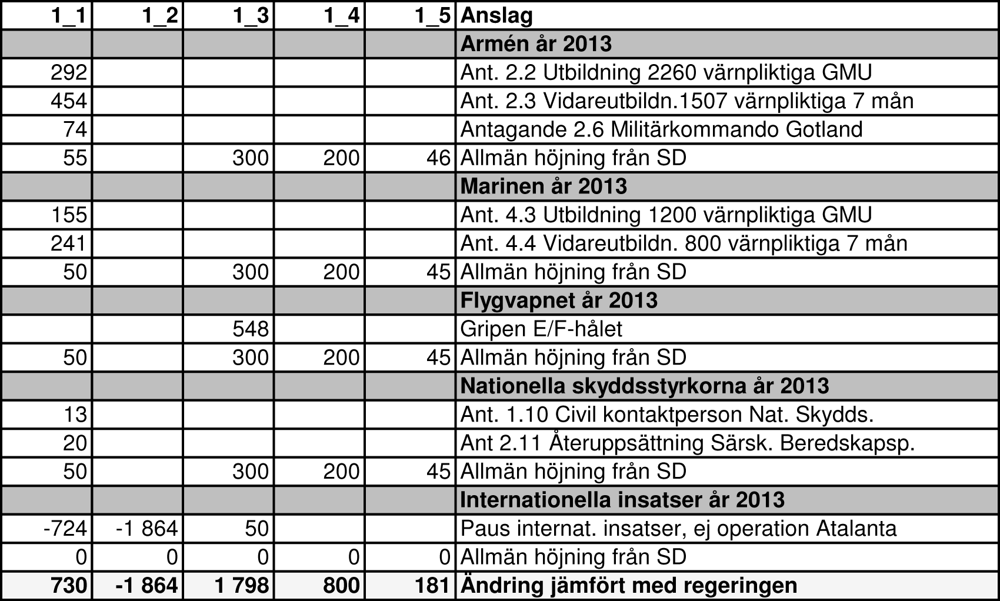 1_1 1_2 1_3 1_4 1_5 Anslag
Armén år 2013
292 Ant. 2.2 Utbildning 2260 värnpliktiga GMU
454 Ant. 2.3 Vidareutbildn.1507 värnpliktiga 7 mån
74 Antagande 2.6 Militärkommando Gotland
55 300 200 46 Allmän höjning från SD
Marinen år 2013
155 Ant. 4.3 Utbildning 1200 värnpliktiga GMU
241 Ant. 4.4 Vidareutbildn. 800 värnpliktiga 7 mån
50 300 200 45 Allmän höjning från SD
Flygvapnet år 2013
548 Gripen E/F-hålet
50 300 200 45 Allmän höjning från SD
Nationella skyddsstyrkorna år 2013
13 Ant. 1.10 Civil kontaktperson Nat. Skydds.
20 Ant 2.11 Återuppsättning Särsk. Beredskapsp.
50 300 200 45 Allmän höjning från SD
Internationella insatser år 2013
-724 -1 864 50 Paus internat. insatser, ej operation Atalanta
0 0 0 0 0 Allmän höjning från SD
730 -1 864 1 798 800 181 Ändring jämfört med regeringen